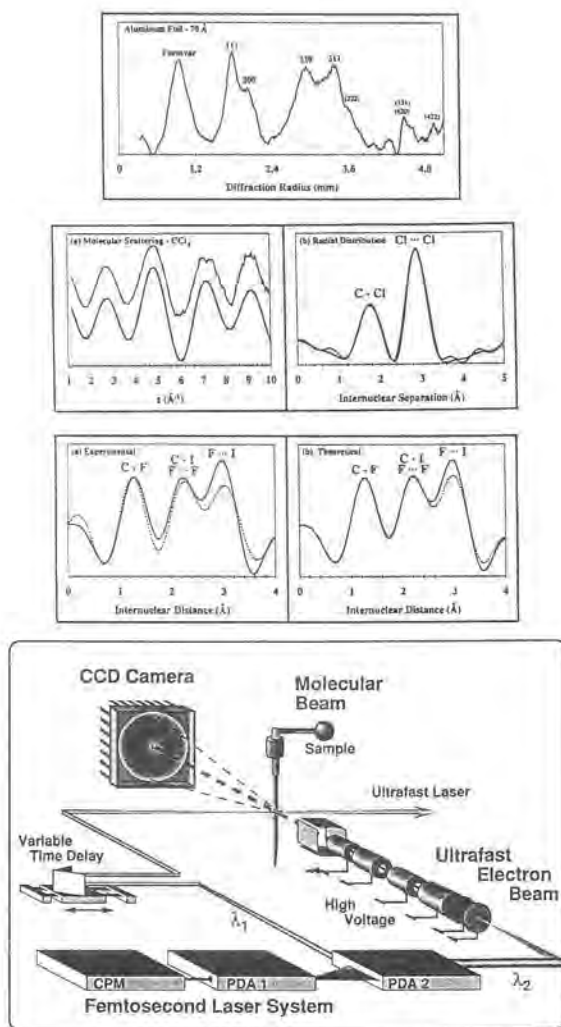 Aluminum Foil - 70 Å
Formvar
111
200
220
311
(222)
(331)
(420)
(422)
0 1,2 2,4 3,6 4,8
Diffraction Radius (mm)
(a) Molecular Scattering - CCl4
1 2 3 4 5 6 7 8 9 10
s (Å⁻¹)
(b) Radial Distribution
Cl ··· Cl
C - Cl
0 1 2 3 4 5
Internuclear Separation (Å)
(a) Experimental
C - F
C - I
F ··· F
F ··· I
0 1 2 3 4
Internuclear Distance (Å)
(b) Theoretical
C - F
C - I
F ··· F
F ··· I
0 1 2 3 4
Internuclear Distance (Å)
CCD Camera
Molecular
Beam
Sample
Ultrafast Laser
Variable
Time Delay
Ultrafast
Electron
Beam
High
Voltage
λ1
λ2
CPM
PDA 1
PDA 2
Femtosecond Laser System